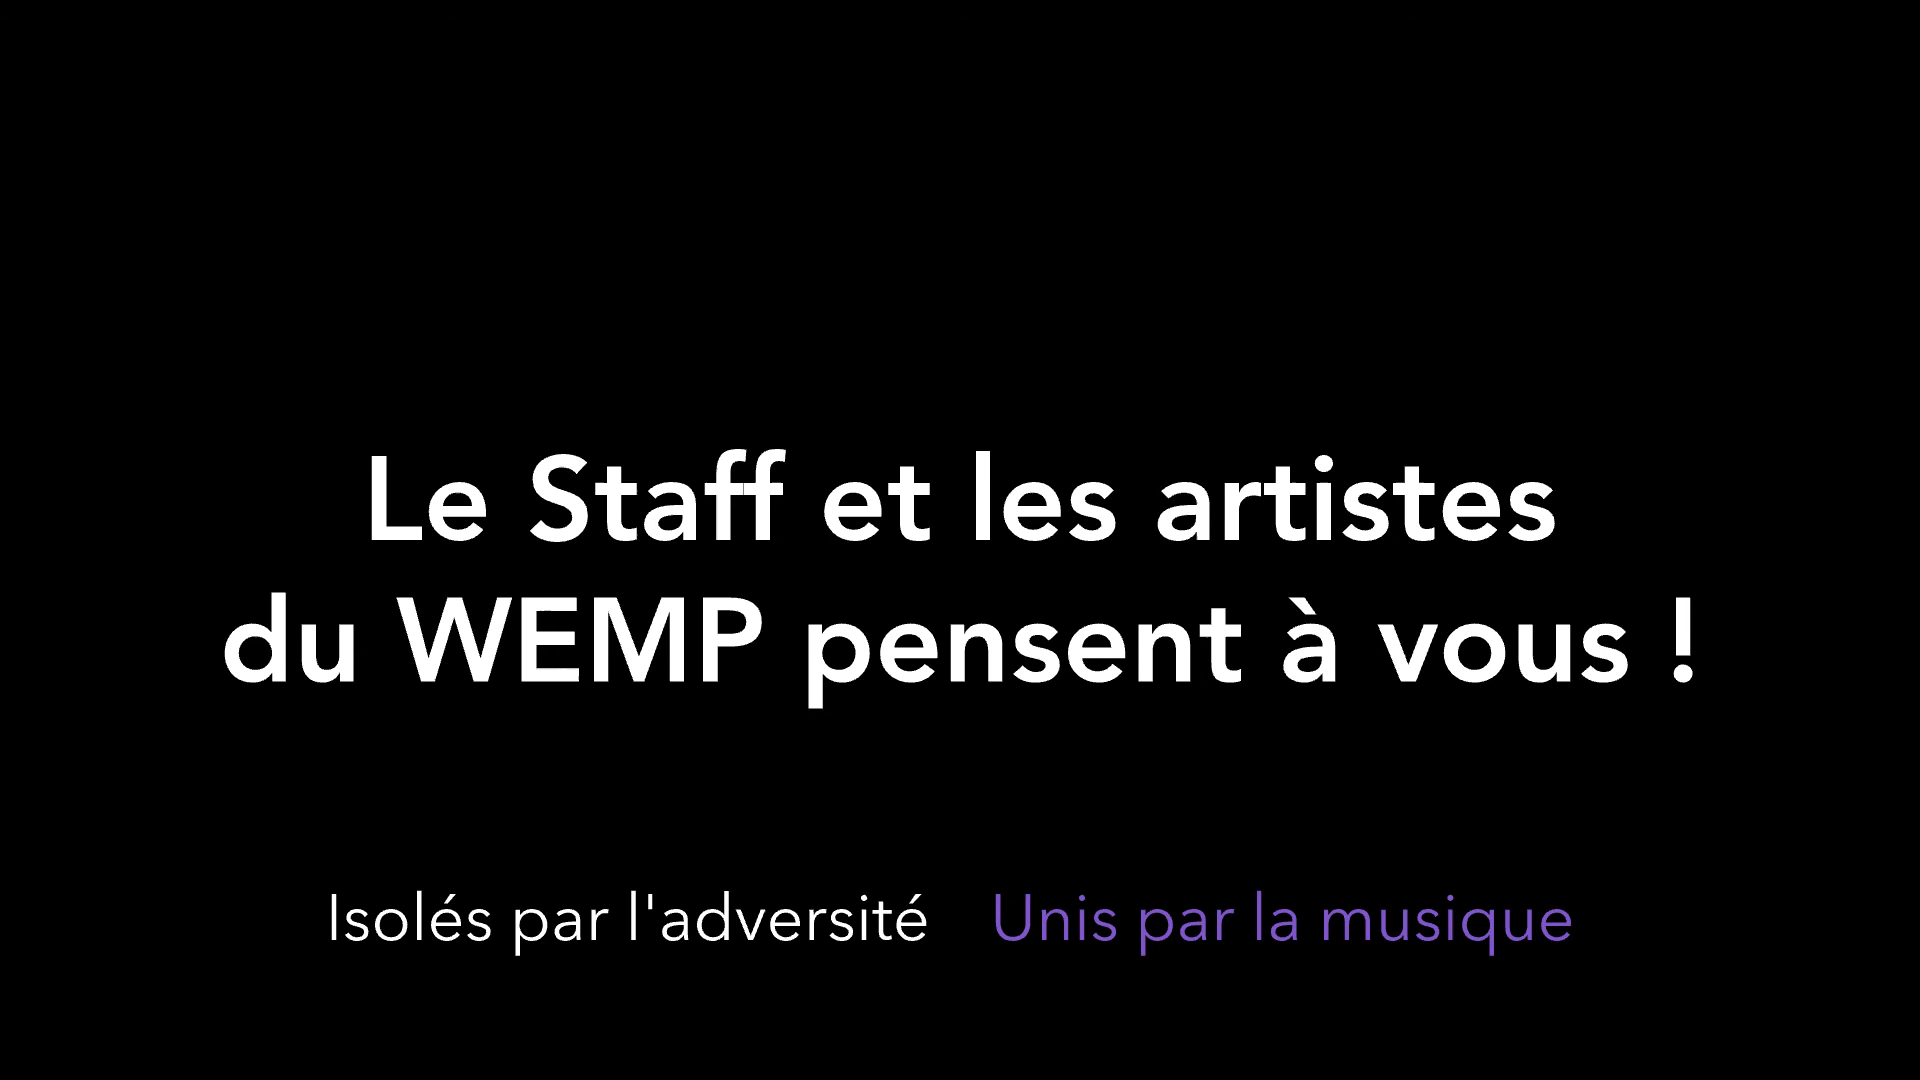 Le Staff et les artistes
du WEMP pensent à vous !
Isolés par l'adversité Unis par la musique